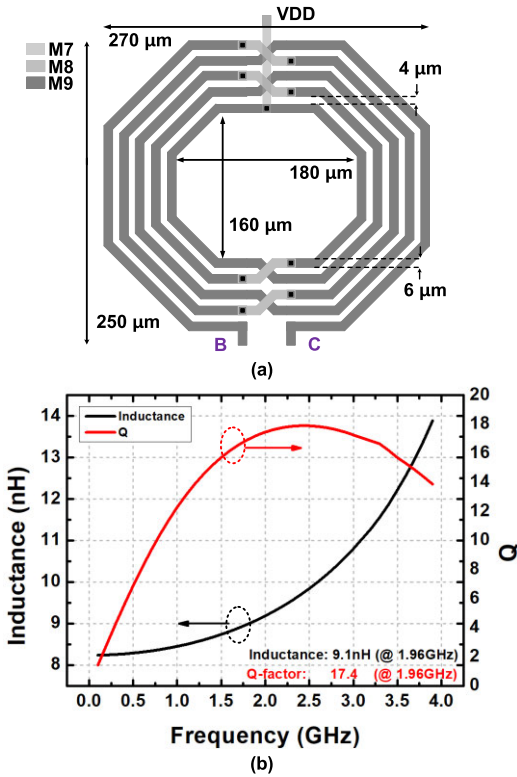 VDD
270 µm
M7
M8
M9
4 µm
180 µm
160 µm
6 µm
250 µm
B
C
(a)
Inductance
Q
14
13
12
11
10
9
8
Inductance (nH)
20
18
16
14
12
10
8
6
4
2
0
Q
Inductance: 9.1nH (@ 1.96GHz)
Q-factor: 17.4 (@ 1.96GHz)
0.0 0.5 1.0 1.5 2.0 2.5 3.0 3.5 4.0
Frequency (GHz)
(b)